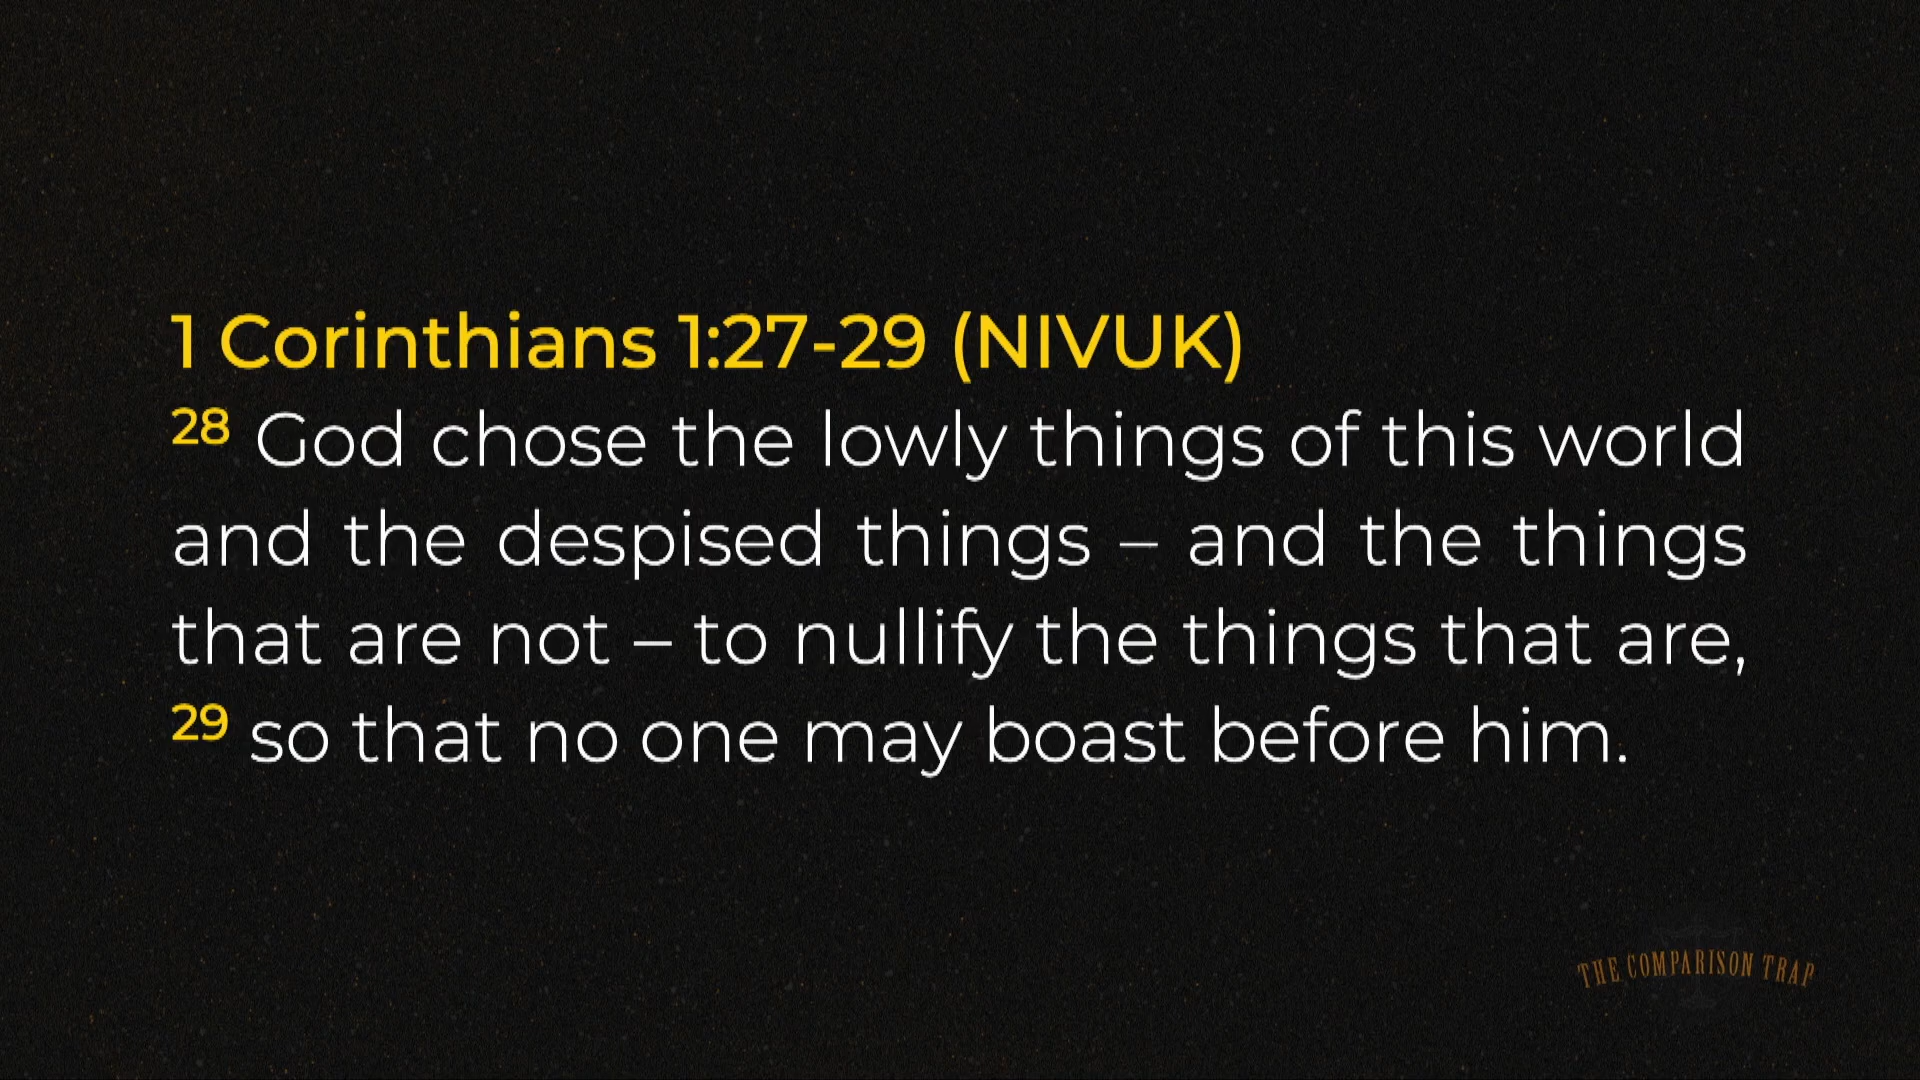 1 Corinthians 1:27-29 (NIVUK)
28 God chose the lowly things of this world
and the despised things – and the things
that are not – to nullify the things that are,
29 so that no one may boast before him.
THE COMPARISON TRAP